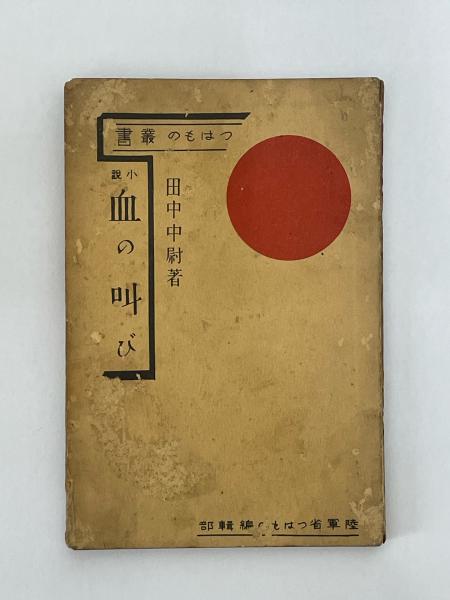 つはもの叢書
田中中尉著
小説
血の叫び
陸軍省つはもの編輯部